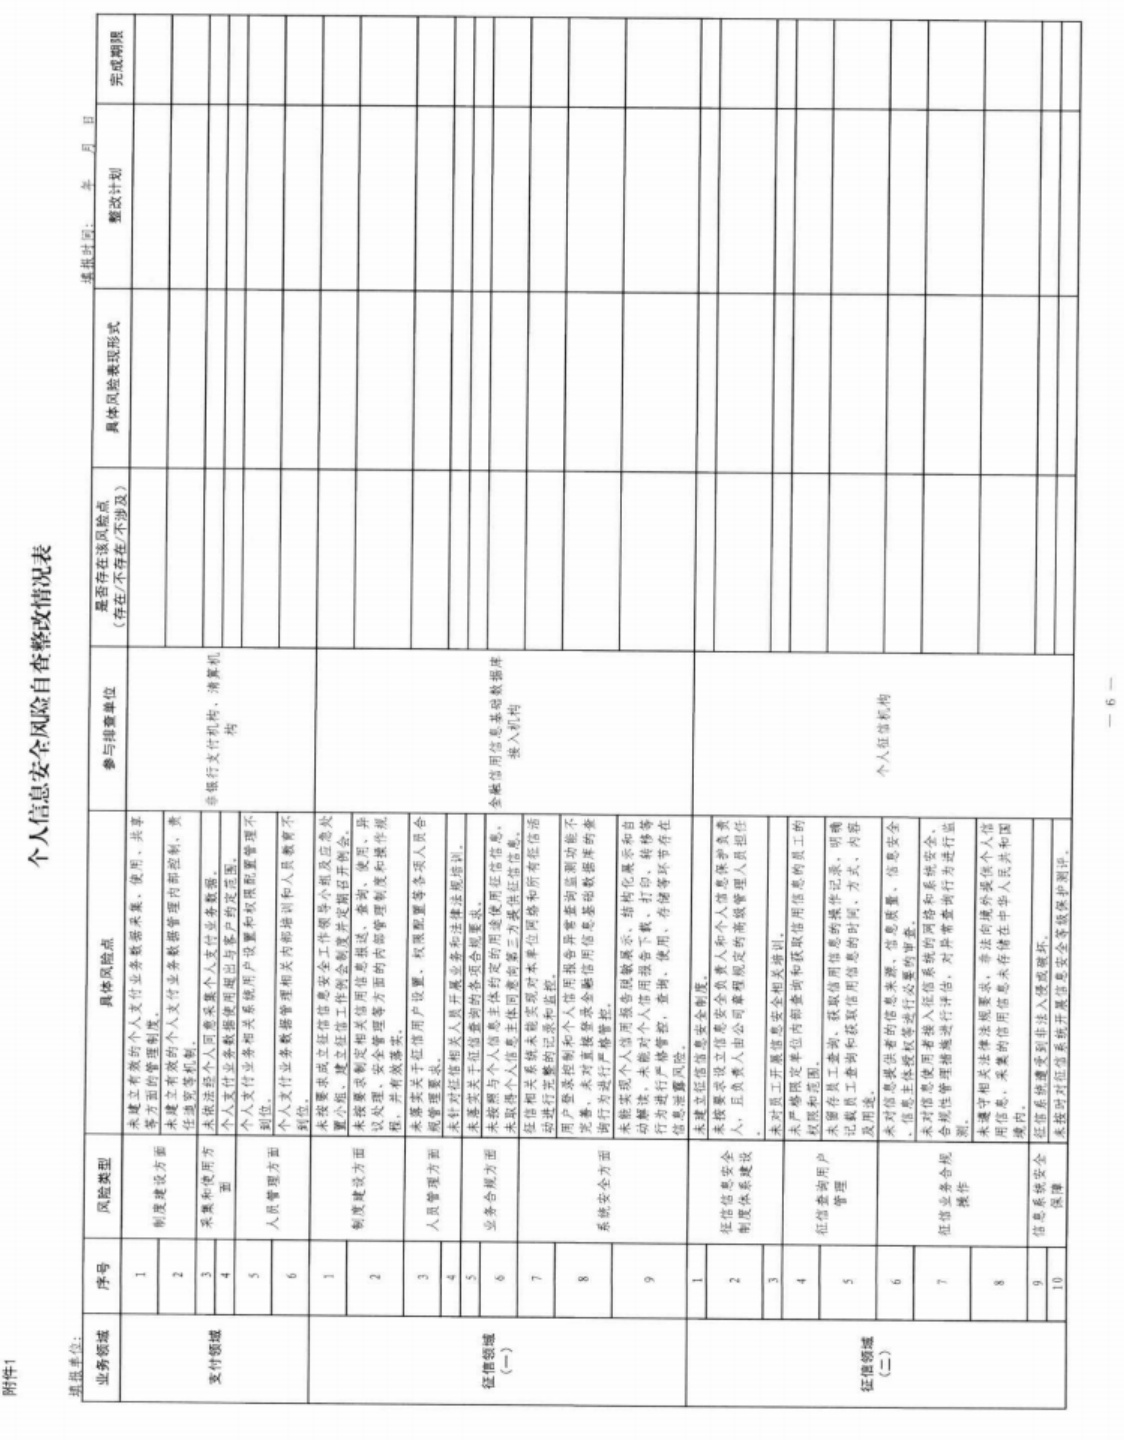 附件1
个人信息安全风险自查整改情况表
填报单位：
填报时间： 年 月 日
业务领域
序号
风险类型
具体风险点
参与排查单位
是否存在该风险点
（存在/不存在/不涉及）
具体风险表现形式
整改计划
完成期限
支付领域
1
制度建设方面
未建立有效的个人支付业务数据采集、使用、共享
等方面的管理制度。
非银行支付机构、清算机
构
2
未建立有效的个人支付业务数据管理内部控制、责
任追究等机制。
3
采集和使用方
面
未依法经个人同意采集个人支付业务数据。
4
个人支付业务数据使用超出与客户约定范围。
5
人员管理方面
个人支付业务相关系统用户设置和权限配置管理不
到位。
6
个人支付业务数据管理相关内部培训和人员教育不
到位。
征信领域
（一）
1
制度建设方面
未按要求成立征信信息安全工作领导小组及应急处
置小组、建立征信工作例会制度并定期召开例会。
金融信用信息基础数据库
接入机构
2
未按要求制定相关信用信息报送、查询、使用、异
议处理、安全管理等方面的内部管理制度和操作规
程，并有效落实。
3
人员管理方面
未落实关于征信用户设置、权限配置等各项人员合
规管理要求。
4
未针对征信相关人员开展业务和法律法规培训。
5
业务合规方面
未落实关于征信查询的各项合规要求。
6
未按照与个人信息主体约定的用途使用征信信息，
未取得个人信息主体同意向第三方提供征信信息。
7
系统安全方面
征信相关系统未能实现对本单位网络和所有征信活
动进行完整的记录和监控。
8
用户登录控制和个人信用报告异常查询监测功能不
完善，未对直接登录金融信用信息基础数据库的查
询行为进行严格管控。
9
未能实现个人信用报告脱敏展示、结构化展示和自
动解读，未能对个人信用报告下载、打印、转移等
行为进行严格管控，查询、使用、存储等环节存在
信息泄露风险。
征信领域
（二）
1
征信信息安全
制度体系建设
未建立征信信息安全制度。
个人征信机构
2
未按要求设立信息安全负责人和个人信息保护负责
人，且负责人由公司章程规定的高级管理人员担任
。
3
未对员工开展信息安全相关培训。
4
征信查询用户
管理
未严格限定单位内部查询和获取信用信息的员工的
权限和范围。
5
未留存员工查询、获取信用信息的操作记录，明确
记载员工查询和获取信用信息的时间、方式、内容
及用途。
6
征信业务合规
操作
未对信息提供者的信息来源、信息质量、信息安全
、信息主体授权等进行必要的审查。
7
未对信息使用者接入征信系统的网络和系统安全、
合规性管理措施进行评估，对异常查询行为进行监
测。
8
未遵守相关法律法规要求，非法向境外提供个人信
用信息，采集的信用信息未存储在中华人民共和国
境内。
9
信息系统安全
保障
征信系统遭受到非法入侵或破坏。
10
未按时对征信系统开展信息安全等级保护测评。
— 6 —